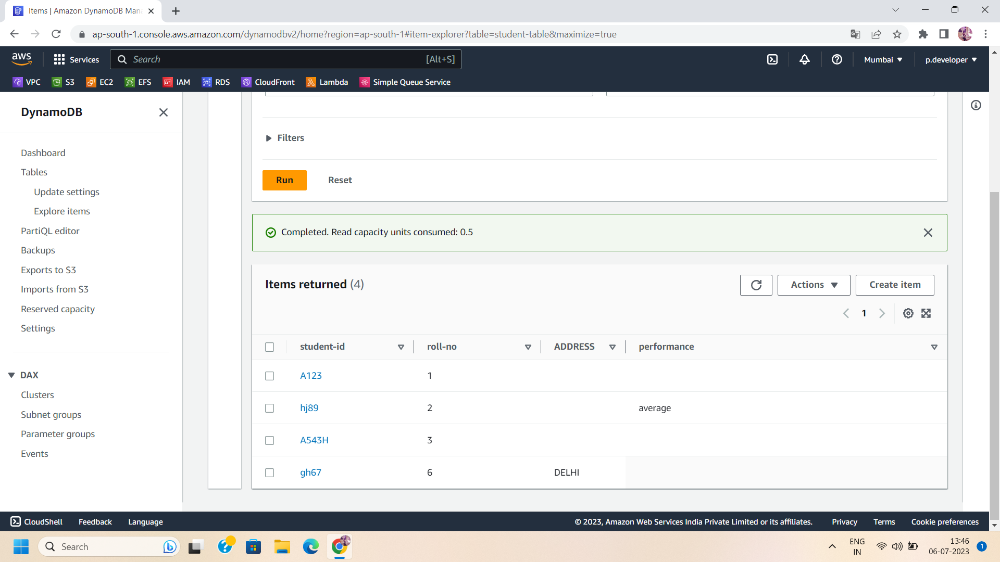 Items | Amazon DynamoDB Man
ap-south-1.console.aws.amazon.com/dynamodbv2/home?region=ap-south-1#item-explorer?table=student-table&maximize=true
aws
Services
Search
[Alt+S]
Mumbai
p.developer
VPC
S3
EC2
EFS
IAM
RDS
CloudFront
Lambda
Simple Queue Service
DynamoDB
Dashboard
Tables
Update settings
Explore items
PartiQL editor
Backups
Exports to S3
Imports from S3
Reserved capacity
Settings
DAX
Clusters
Subnet groups
Parameter groups
Events
Filters
Run
Reset
Completed. Read capacity units consumed: 0.5
Items returned (4)
Actions
Create item
1
student-id
roll-no
ADDRESS
performance
A123
1
hj89
2
average
A543H
3
gh67
6
DELHI
CloudShell
Feedback
Language
© 2023, Amazon Web Services India Private Limited or its affiliates.
Privacy
Terms
Cookie preferences
Search
ENG
IN
13:46
06-07-2023
1